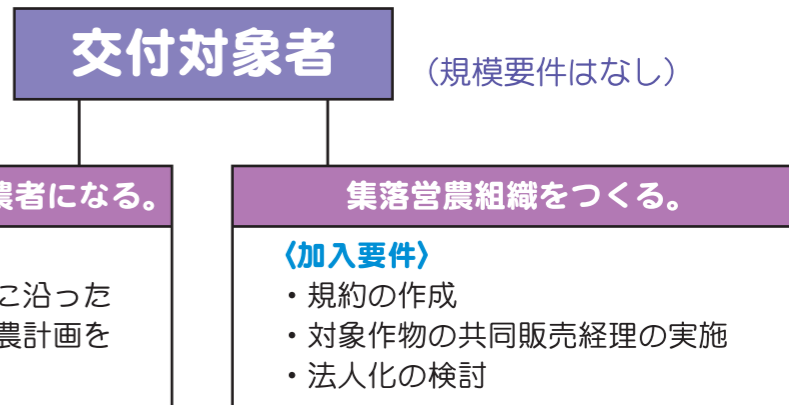 交付対象者
（規模要件はなし）
農者になる。
に沿った
農計画を
集落営農組織をつくる。
〈加入要件〉
・規約の作成
・対象作物の共同販売経理の実施
・法人化の検討